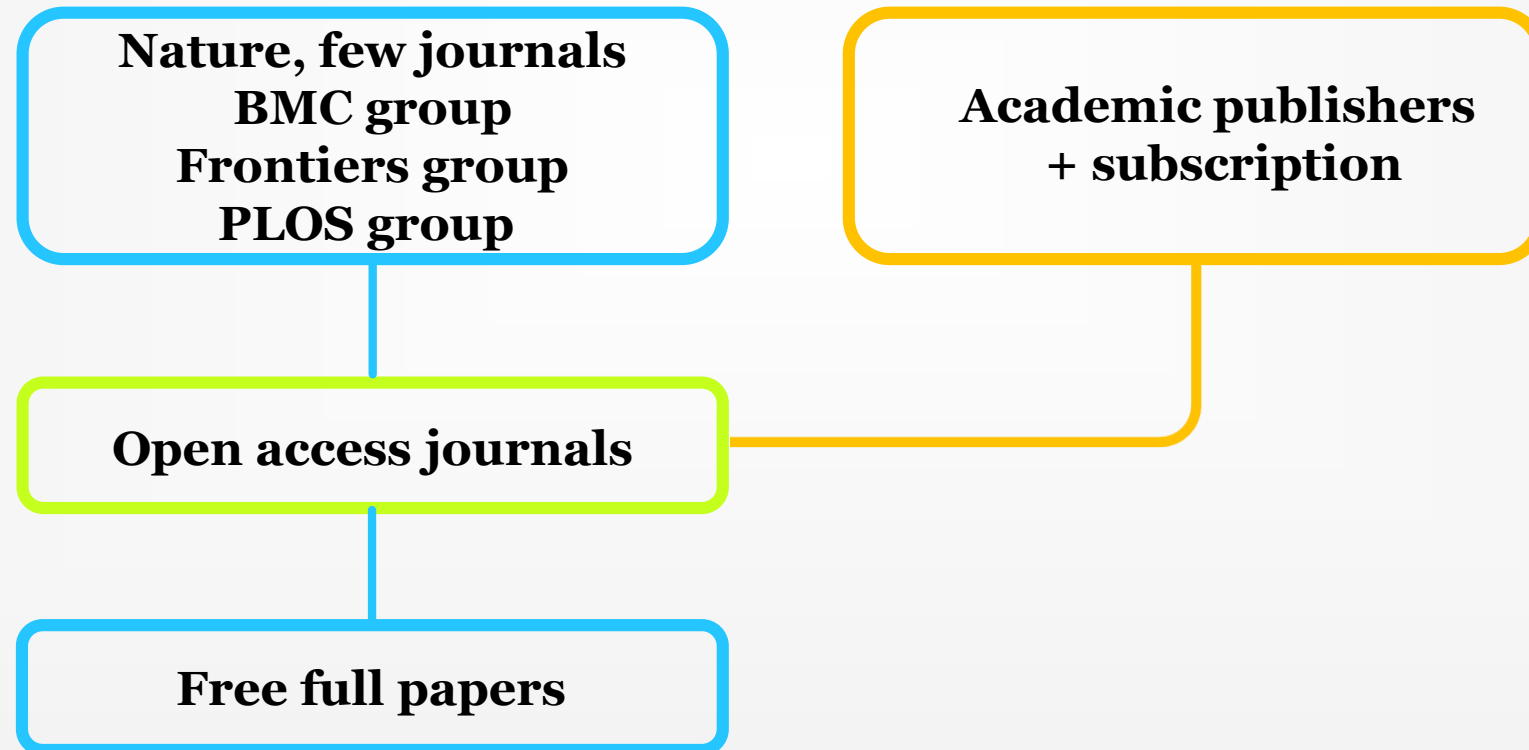 Nature, few journals
BMC group
Frontiers group
PLOS group
Academic publishers
+ subscription
Open access journals
Free full papers